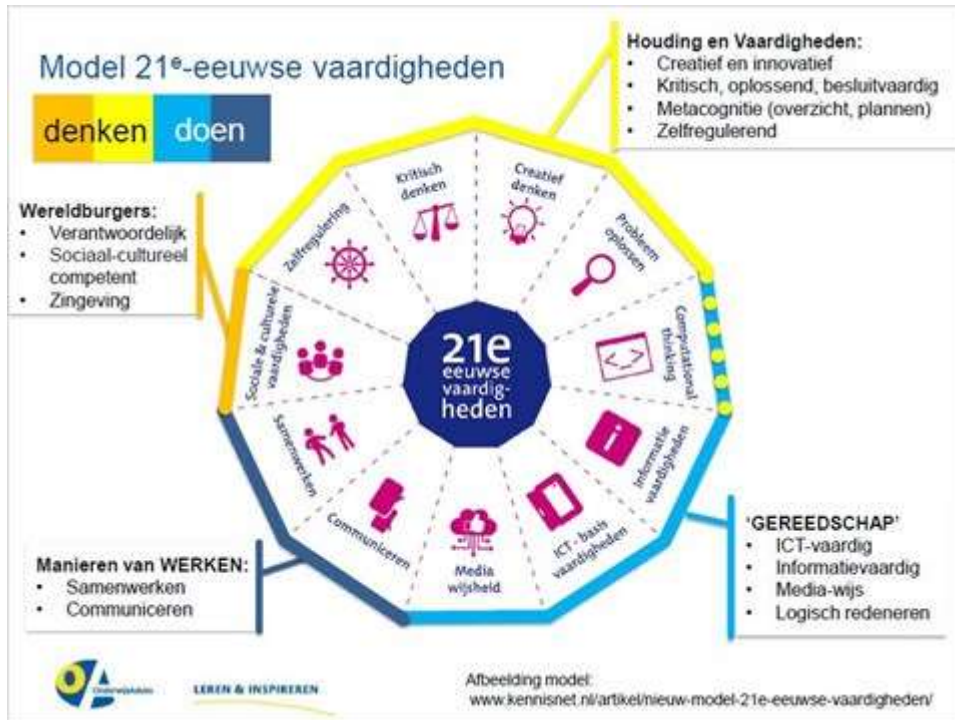 Model 21e-eeuwse vaardigheden
denken doen
Houding en Vaardigheden:
• Creatief en innovatief
• Kritisch, oplossend, besluitvaardig
• Metacognitie (overzicht, plannen)
• Zelfregulerend
Wereldburgers:
• Verantwoordelijk
• Sociaal-cultureel
competent
• Zingeving
Kritisch
denken
Creatief
denken
Probleem
oplossen
Computational
thinking
Informatie
vaardigheden
ICT- basis
vaardigheden
Media
wijsheid
Communiceren
Samenwerken
Sociale & culturele
vaardigheden
Zelfregulering
21e
eeuwse
vaardig-
heden
'GEREEDSCHAP'
• ICT-vaardig
• Informatievaardig
• Media-wijs
• Logisch redeneren
Manieren van WERKEN:
• Samenwerken
• Communiceren
LEREN & INSPIREREN
Afbeelding model:
www.kennisnet.nl/artikel/nieuw-model-21e-eeuwse-vaardigheden/